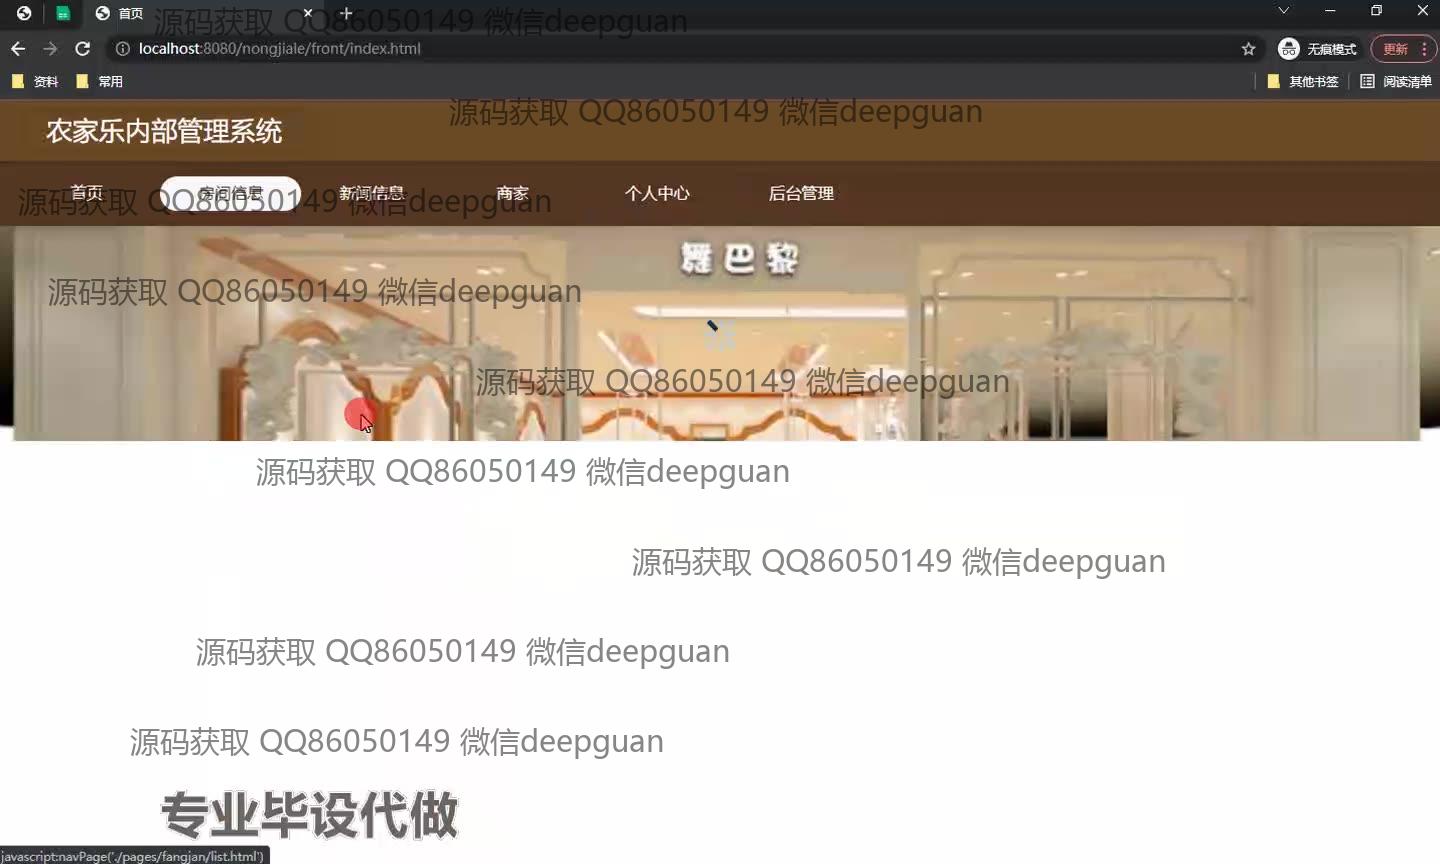 首页
源码获取 QQ86050149 微信deepguan
localhost:8080/nongjiale/front/index.html
无痕模式
更新
资料
常用
其他书签
阅读清单
源码获取 QQ86050149 微信deepguan
农家乐内部管理系统
首页
房间信息
新闻信息
商家
个人中心
后台管理
源码获取 QQ86050149 微信deepguan
巴黎
源码获取 QQ86050149 微信deepguan
源码获取 QQ86050149 微信deepguan
源码获取 QQ86050149 微信deepguan
源码获取 QQ86050149 微信deepguan
源码获取 QQ86050149 微信deepguan
源码获取 QQ86050149 微信deepguan
专业毕设代做
javascript:navPage('./pages/fangjian/list.html')